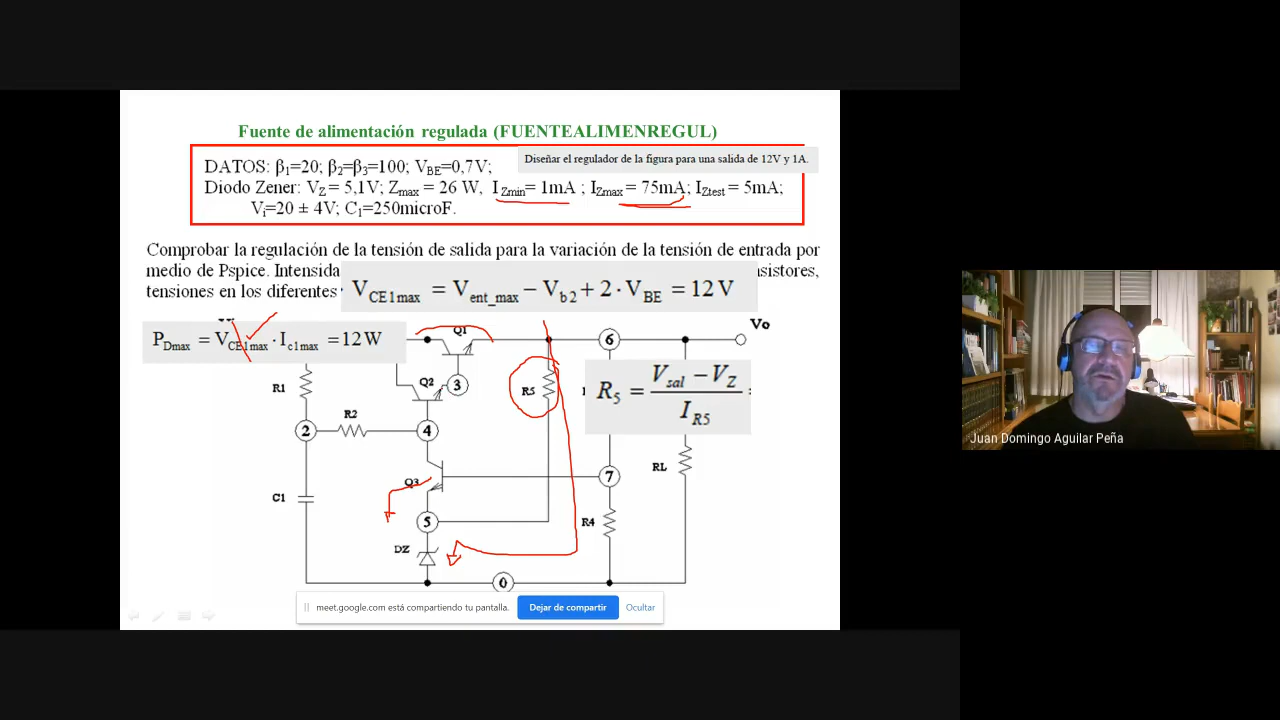 Fuente de alimentación regulada (FUENTEALIMENREGUL)
DATOS: β1=20; β2=β3=100; VBE=0,7V;
Diseñar el regulador de la figura para una salida de 12V y 1A.
Diodo Zener: VZ = 5,1V; Zmax = 26 W, I Zmin= 1mA ; IZmax = 75mA; IZtest = 5mA;
Vi=20 ± 4V; C1=250microF.
Comprobar la regulación de la tensión de salida para la variación de la tensión de entrada por
medio de Pspice. Intensida
tensiones en los diferentes
VCE1max = Vent_max − Vb2 + 2 · VBE = 12 V
PDmax = VCE1max · Ic1max = 12 W
Q1
6
Vo
R1
Q2
3
R5
R5 = (Vsal − VZ) / IR5 =
R2
2
4
RL
Q3
7
C1
5
R4
DZ
0
meet.google.com está compartiendo tu pantalla.
Dejar de compartir
Ocultar
Juan Domingo Aguilar Peña